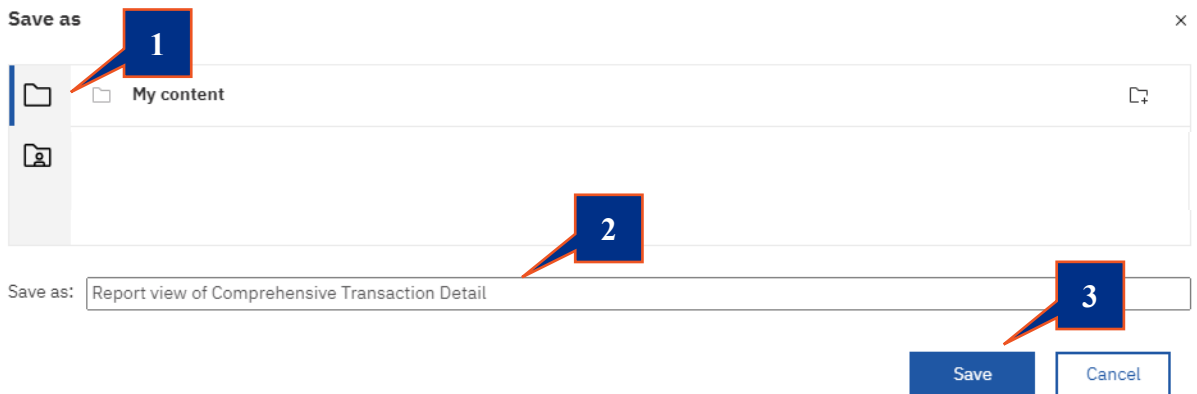 Save as
1
My content
2
Save as: Report view of Comprehensive Transaction Detail
3
Save Cancel